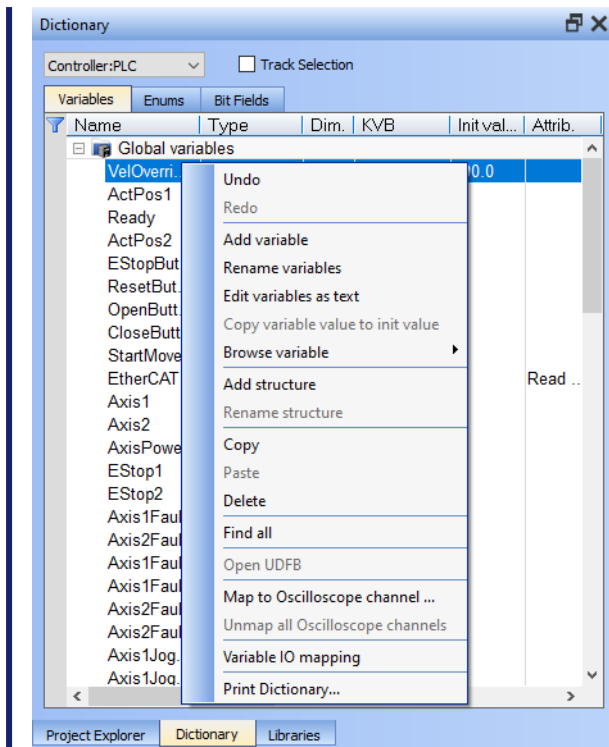 Dictionary
Controller:PLC
Track Selection
Variables Enums Bit Fields
Name Type Dim. KVB Init val... Attrib.
Global variables
VelOverri... 00.0
ActPos1
Ready
ActPos2
EStopBut
ResetBut.
OpenButt.
CloseButt
StartMove
EtherCAT Read ..
Axis1
Axis2
AxisPowe
EStop1
EStop2
Axis1Faul
Axis2Faul
Axis1Faul
Axis1Faul
Axis2Faul
Axis2Faul
Axis1Jog.
Axis1Jog.
Undo
Redo
Add variable
Rename variables
Edit variables as text
Copy variable value to init value
Browse variable
Add structure
Rename structure
Copy
Paste
Delete
Find all
Open UDFB
Map to Oscilloscope channel ...
Unmap all Oscilloscope channels
Variable IO mapping
Print Dictionary...
Project Explorer Dictionary Libraries